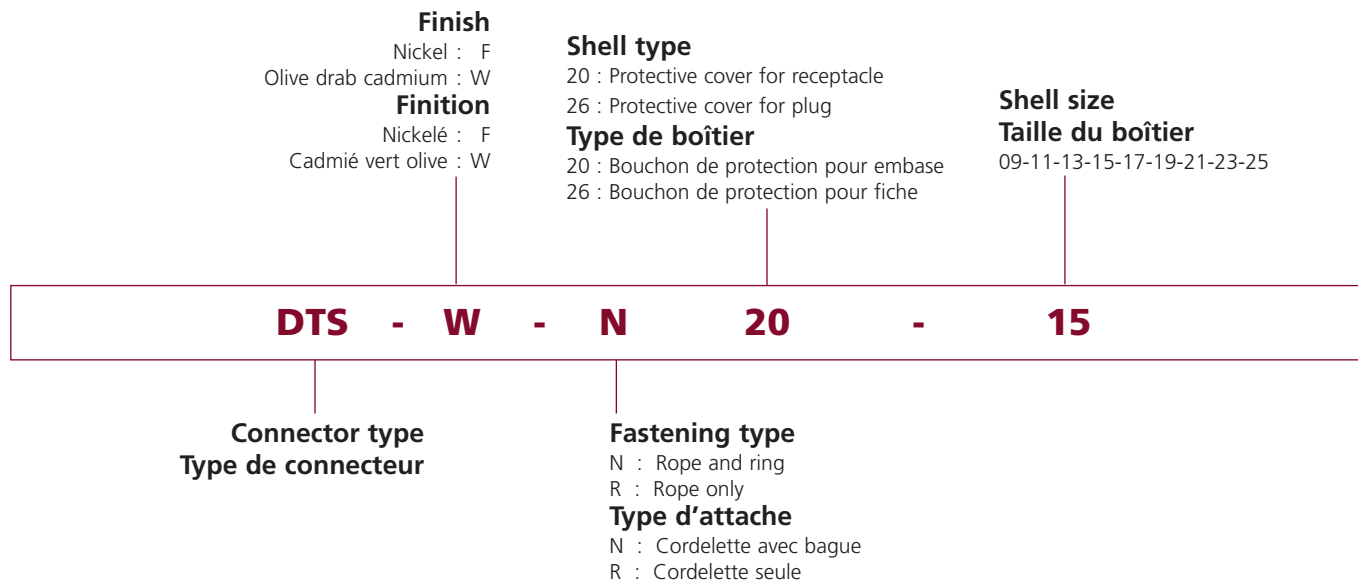 Finish
Nickel : F
Olive drab cadmium : W
Finition
Nickelé : F
Cadmié vert olive : W
Shell type
20 : Protective cover for receptacle
26 : Protective cover for plug
Type de boîtier
20 : Bouchon de protection pour embase
26 : Bouchon de protection pour fiche
Shell size
Taille du boîtier
09-11-13-15-17-19-21-23-25
DTS - W - N 20 - 15
Connector type
Type de connecteur
Fastening type
N : Rope and ring
R : Rope only
Type d'attache
N : Cordelette avec bague
R : Cordelette seule